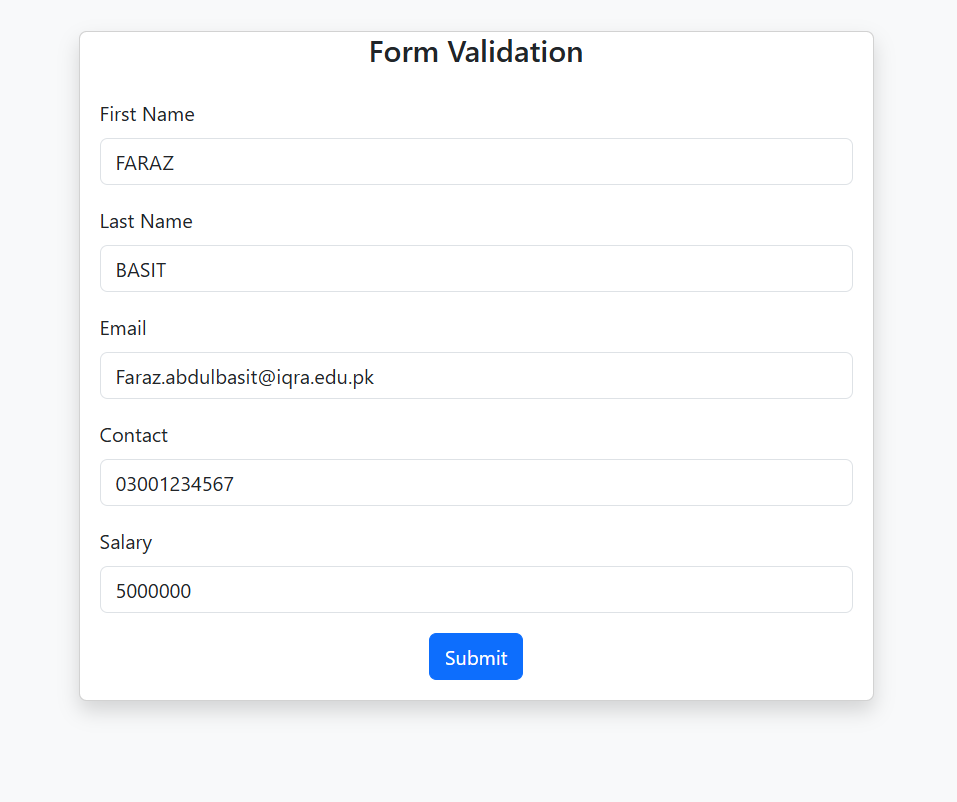 Form Validation
First Name
FARAZ
Last Name
BASIT
Email
Faraz.abdulbasit@iqra.edu.pk
Contact
03001234567
Salary
5000000
Submit